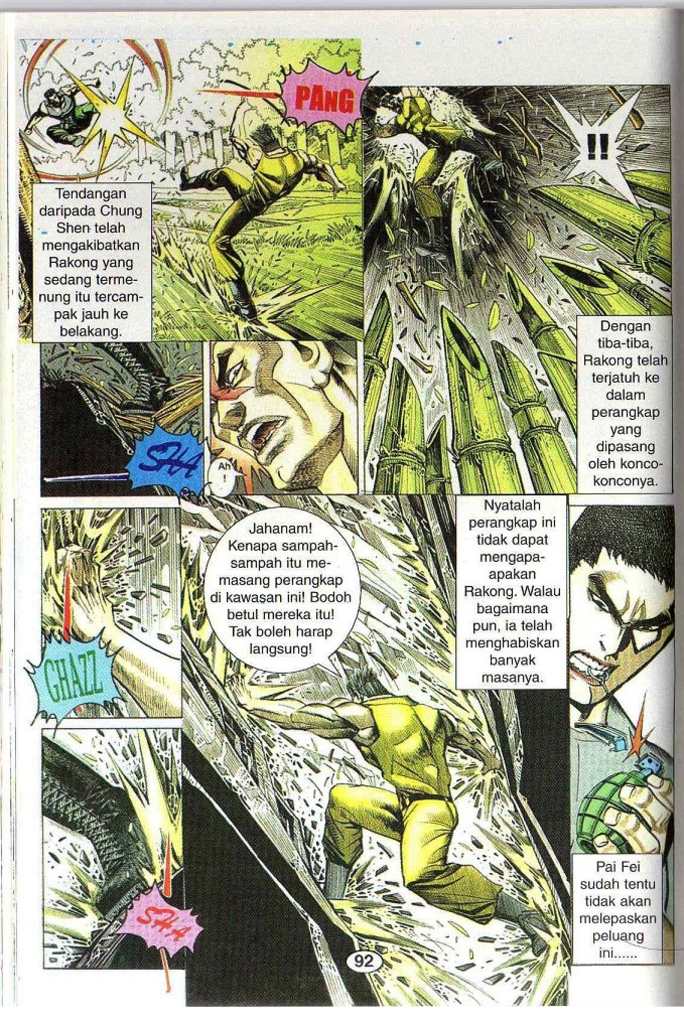 PANG
Tendangan
daripada Chung
Shen telah
mengakibatkan
Rakong yang
sedang terme-
nung itu tercam-
pak jauh ke
belakang.
!!
Dengan
tiba-tiba,
Rakong telah
terjatuh ke
dalam
perangkap
yang
dipasang
oleh konco-
konconya.
SHA
Ah!
Jahanam!
Kenapa sampah-
sampah itu me-
masang perangkap
di kawasan ini! Bodoh
betul mereka itu!
Tak boleh harap
langsung!
Nyatalah
perangkap ini
tidak dapat
mengapa-
apakan
Rakong. Walau
bagaimana
pun, ia telah
menghabiskan
banyak
masanya.
GHAZZ
SHA
Pai Fei
sudah tentu
tidak akan
melepaskan
peluang
ini......
92